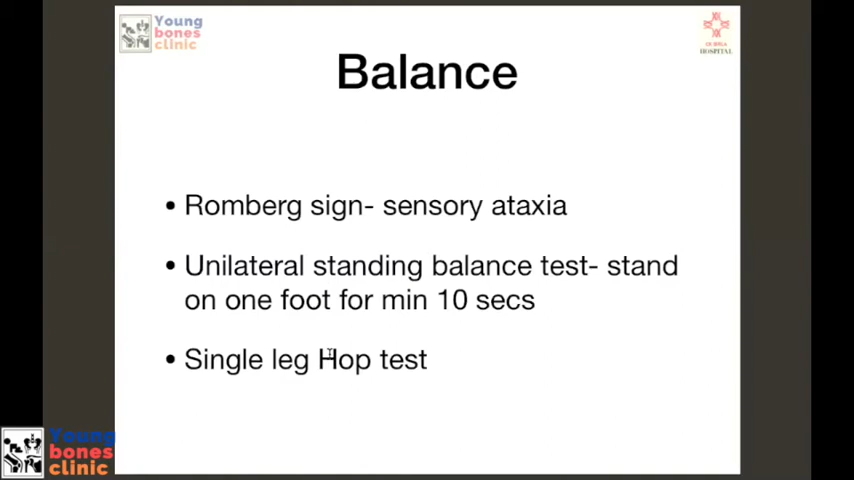 Young
bones
clinic
HOSPITAL
Balance
• Romberg sign- sensory ataxia
• Unilateral standing balance test- stand
on one foot for min 10 secs
• Single leg Hop test
Young
bones
clinic